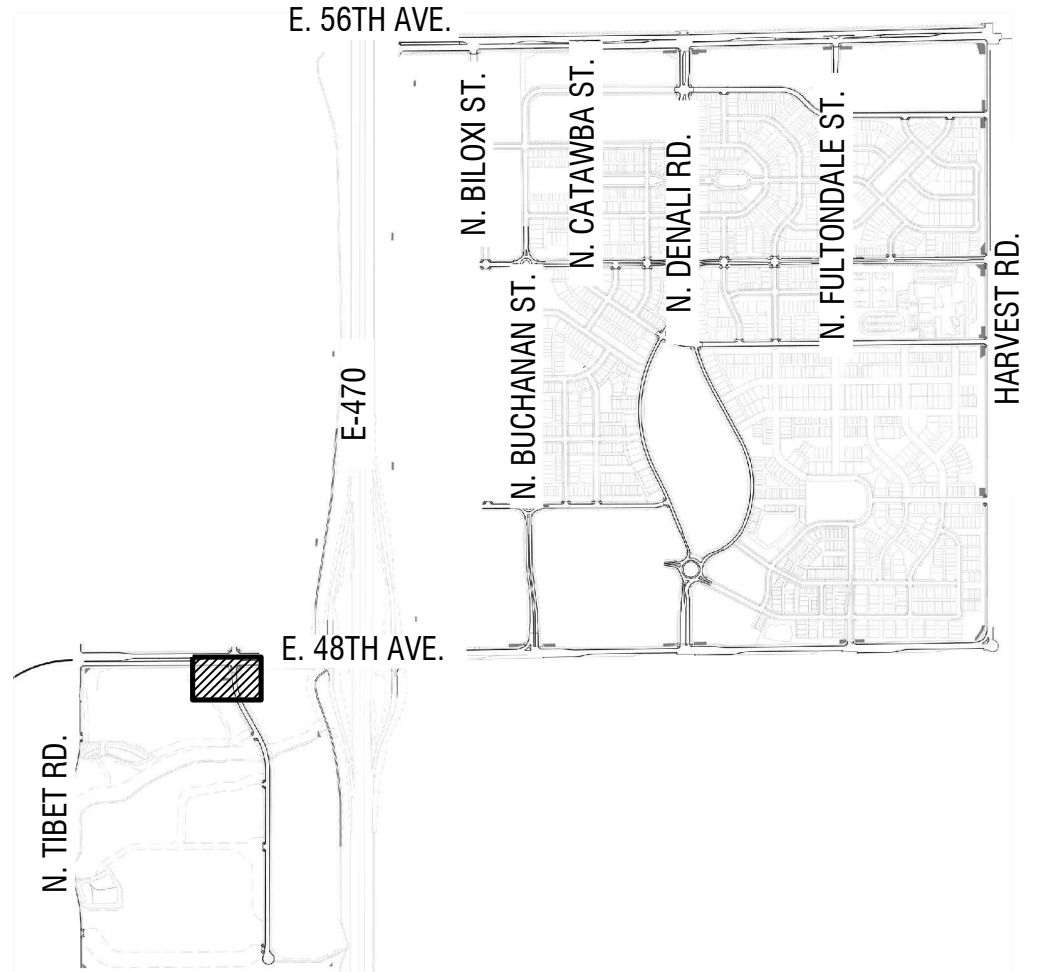 E. 56TH AVE.
N. BILOXI ST.
N. CATAWBA ST.
N. DENALI RD.
N. FULTONDALE ST.
HARVEST RD.
N. BUCHANAN ST.
E-470
E. 48TH AVE.
N. TIBET RD.